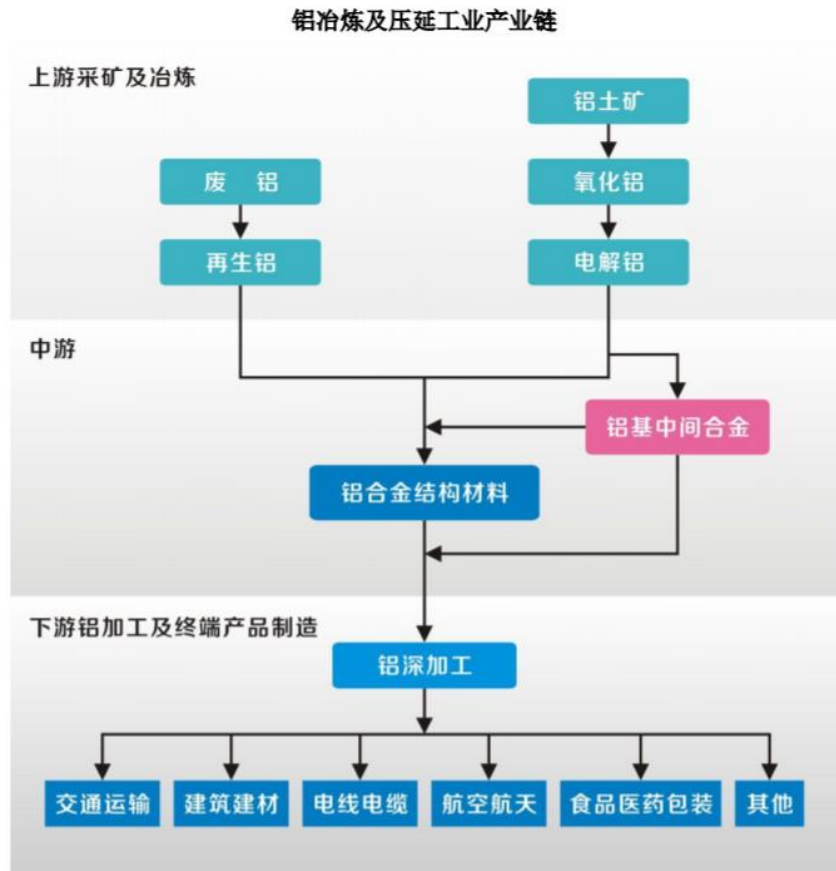 铝冶炼及压延工业产业链
上游采矿及冶炼
铝土矿
废 铝
氧化铝
再生铝
电解铝
中游
铝基中间合金
铝合金结构材料
下游铝加工及终端产品制造
铝深加工
交通运输
建筑建材
电线电缆
航空航天
食品医药包装
其他